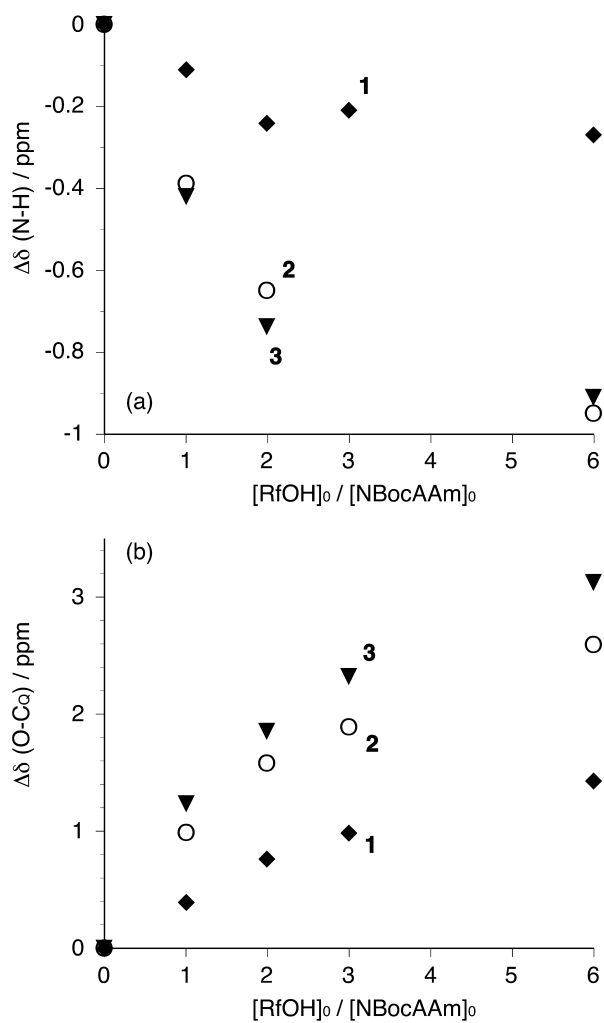 0
-0.2
-0.4
-0.6
-0.8
-1
Δδ (N-H) / ppm
1
2
3
(a)
0 1 2 3 4 5 6
[RfOH]₀ / [NBocAAm]₀
(b)
3
2
1
0
Δδ (O-CQ) / ppm
3
2
1
0 1 2 3 4 5 6
[RfOH]₀ / [NBocAAm]₀